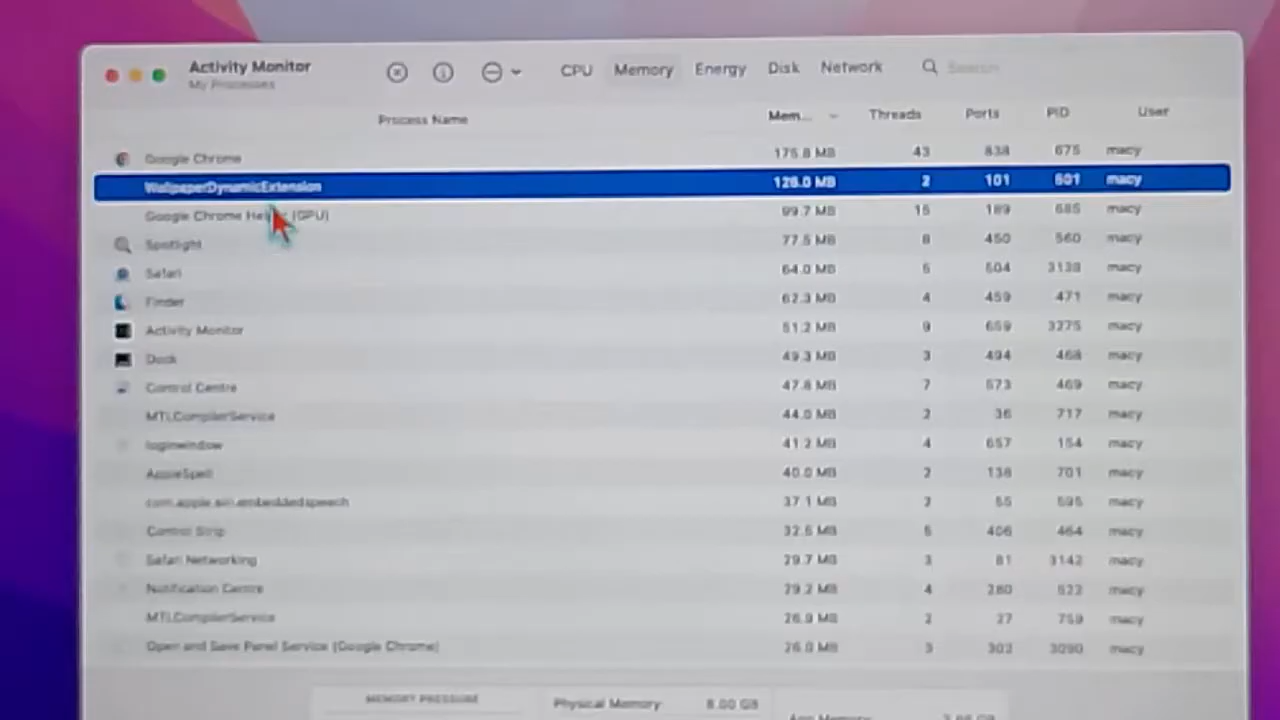 Activity Monitor
My Processes
CPU Memory Energy Disk Network Search
Process Name Mem... Threads Ports PID User
Google Chrome 175.8 MB 43 838 675 macy
WallpaperDynamicExtension 128.0 MB 2 101 601 macy
Google Chrome He (GPU) 99.7 MB 15 189 685 macy
Spotlight 77.5 MB 8 450 560 macy
Safari 64.0 MB 6 504 3139 macy
Finder 62.3 MB 4 459 471 macy
Activity Monitor 51.2 MB 9 659 3275 macy
Dock 49.3 MB 3 494 468 macy
Control Centre 47.8 MB 7 573 469 macy
MTLCompilerService 44.0 MB 2 36 717 macy
loginwindow 41.2 MB 4 657 154 macy
AppleSpell 40.0 MB 2 138 701 macy
com.apple.siri.embeddedspeech 37.1 MB 2 55 595 macy
Control Strip 32.5 MB 5 406 464 macy
Safari Networking 29.7 MB 3 81 3142 macy
Notification Centre 29.2 MB 4 280 522 macy
MTLCompilerService 26.9 MB 2 27 759 macy
Open and Save Panel Service (Google Chrome) 26.0 MB 3 302 3090 macy
MEMORY PRESSURE Physical Memory 8.00 GB
App Memory